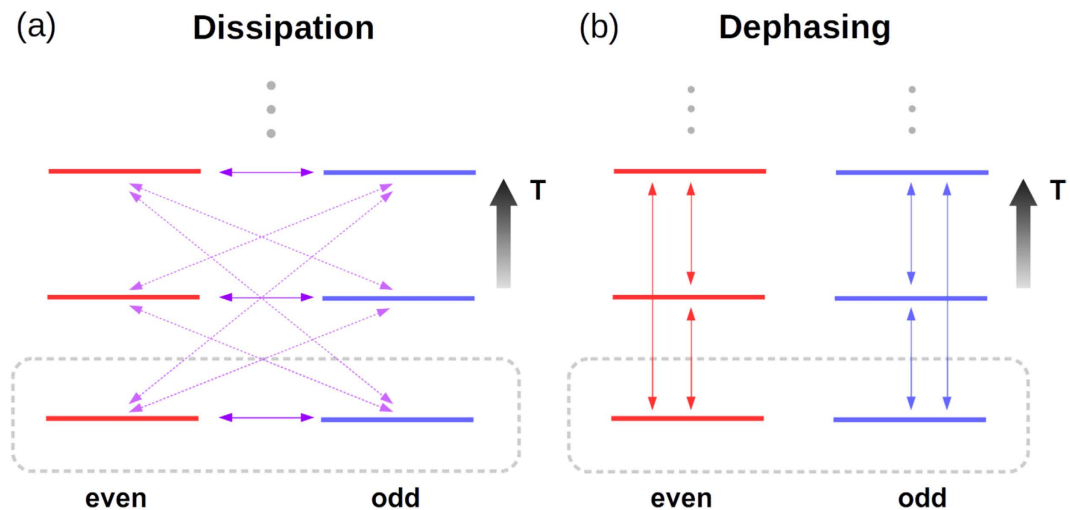 (a)
Dissipation
(b)
Dephasing
T
T
even
odd
even
odd